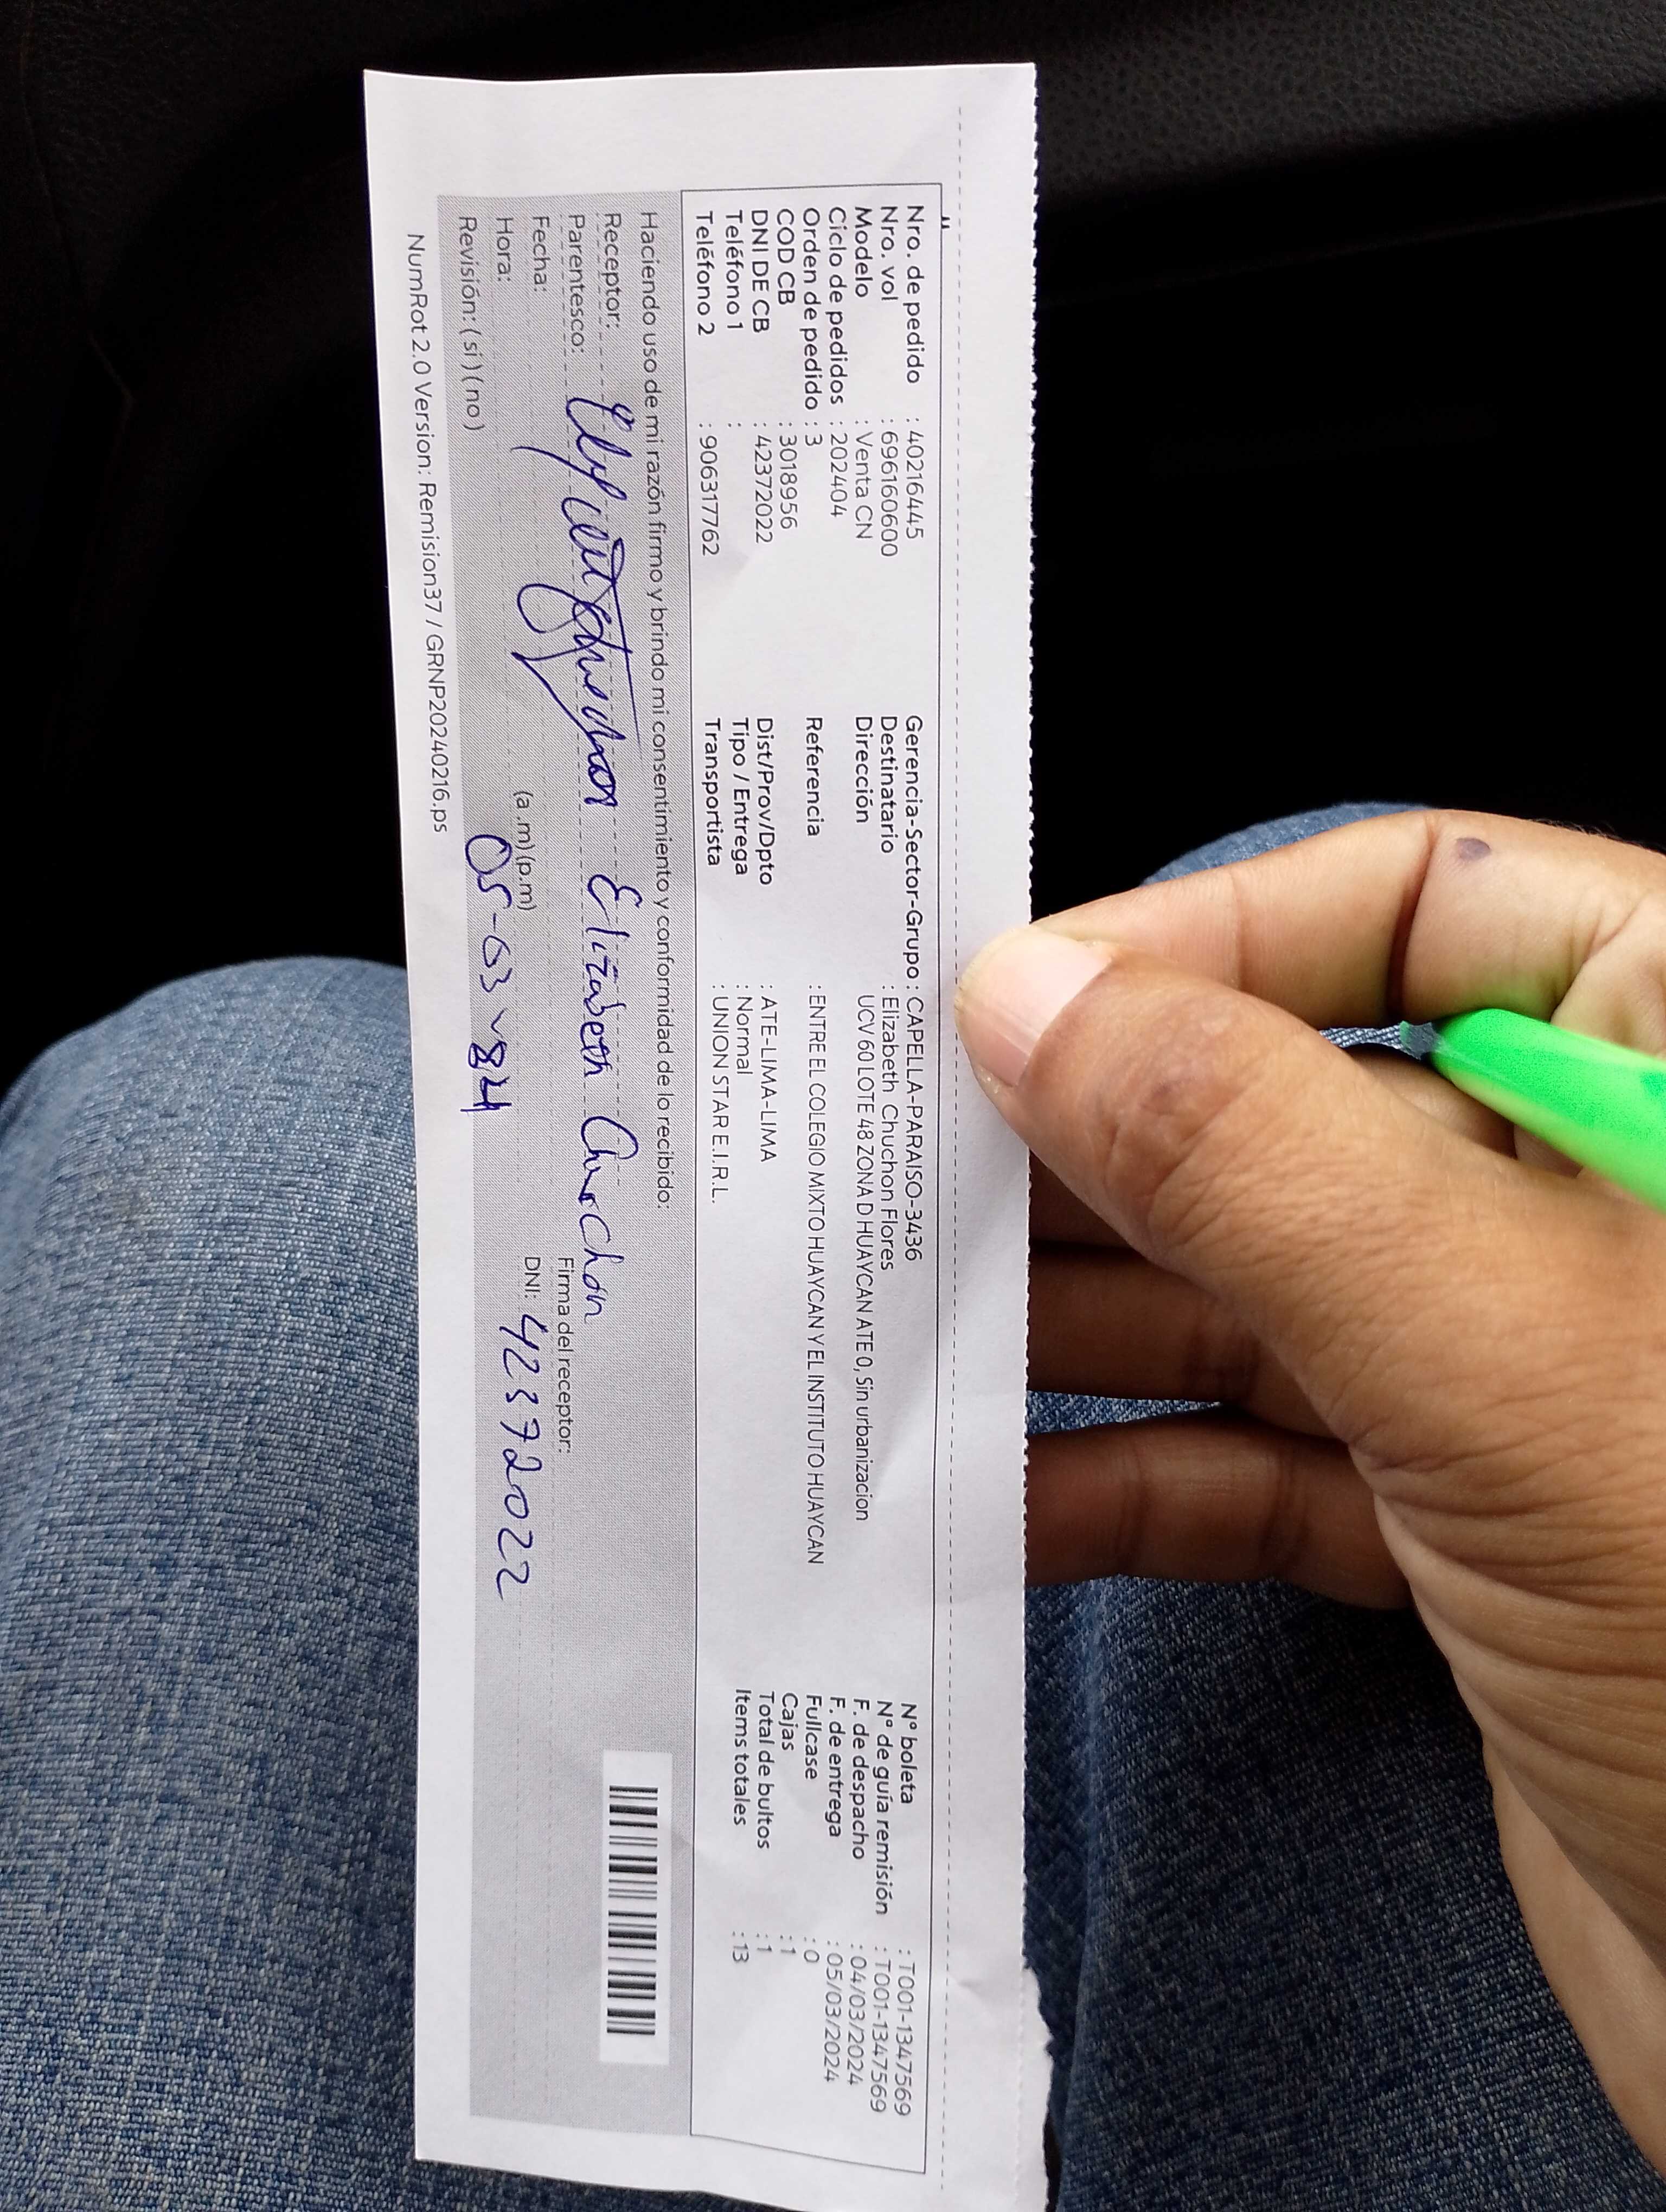 Nro. de pedido : 40216445
Nro. vol : 696160600
Modelo : Venta CN
Ciclo de pedidos : 202404
Orden de pedido : 3
COD CB : 3018956
DNI DE CB : 42372022
Teléfono 1 :
Teléfono 2 : 906317762
Gerencia-Sector-Grupo : CAPELLA-PARAISO-3436
Destinatario : Elizabeth Chuchon Flores
Dirección UCV 60 LOTE 48 ZONA D HUAYCAN ATE 0, Sin urbanizacion
Referencia : ENTRE EL COLEGIO MIXTO HUAYCAN Y EL INSTITUTO HUAYCAN
Dist/Prov/Dpto : ATE-LIMA-LIMA
Tipo / Entrega : Normal
Transportista : UNION STAR E.I.R.L.
N° boleta : T001-1347569
N° de guía remisión : T001-1347569
F. de despacho : 04/03/2024
F. de entrega : 05/03/2024
Fullcase : 0
Cajas : 1
Total de bultos : 1
Items totales : 13
Haciendo uso de mi razón firmo y brindo mi consentimiento y conformidad de lo recibido:
Receptor: Elizabeth Chuchon
Parentesco:
Firma del receptor:
Fecha:
DNI: 42372022
Hora: (a.m) (p.m)
05-03-24
Revisión: ( si ) ( no )
NumRot 2.0 Version: Remision37 / GRNP20240216.ps